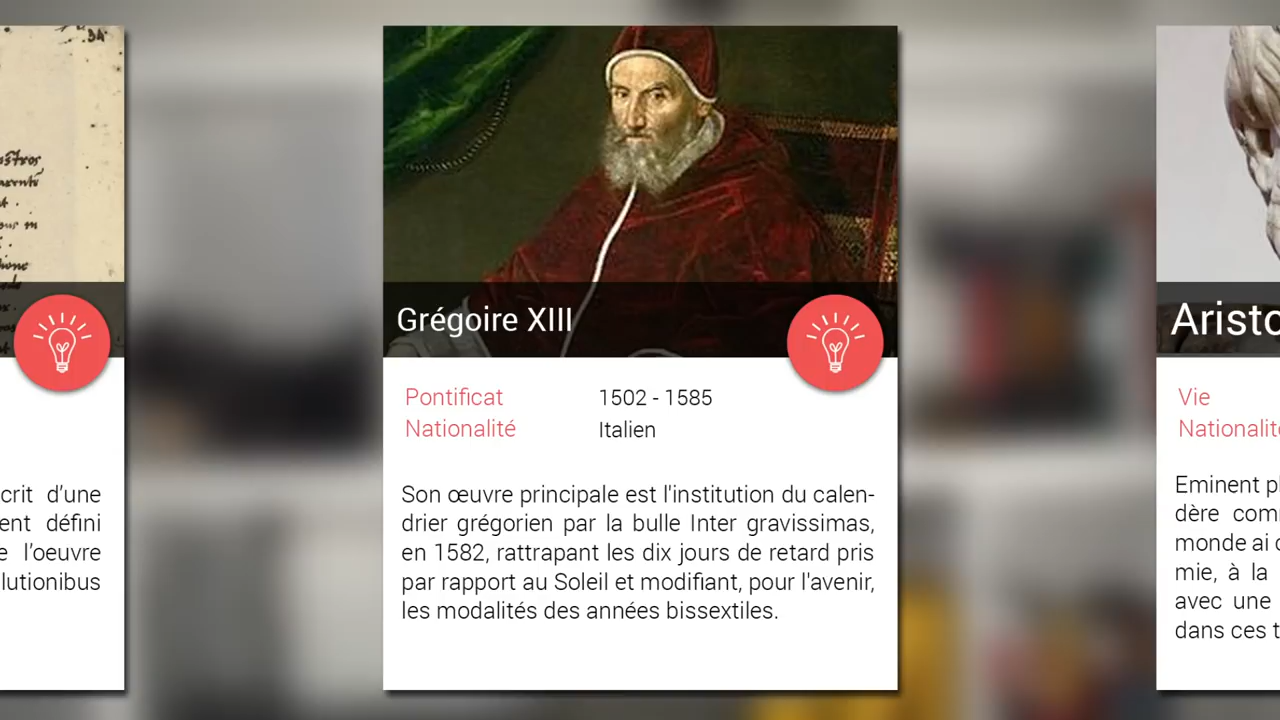 crit d’une
ent défini
e l’oeuvre
lutionibus
Grégoire XIII
Pontificat 1502 - 1585
Nationalité Italien
Son œuvre principale est l'institution du calen-
drier grégorien par la bulle Inter gravissimas,
en 1582, rattrapant les dix jours de retard pris
par rapport au Soleil et modifiant, pour l'avenir,
les modalités des années bissextiles.
Aristo
Vie
Nationalité
Eminent pl
dère com
monde ai
mie, à la
avec une
dans ces t